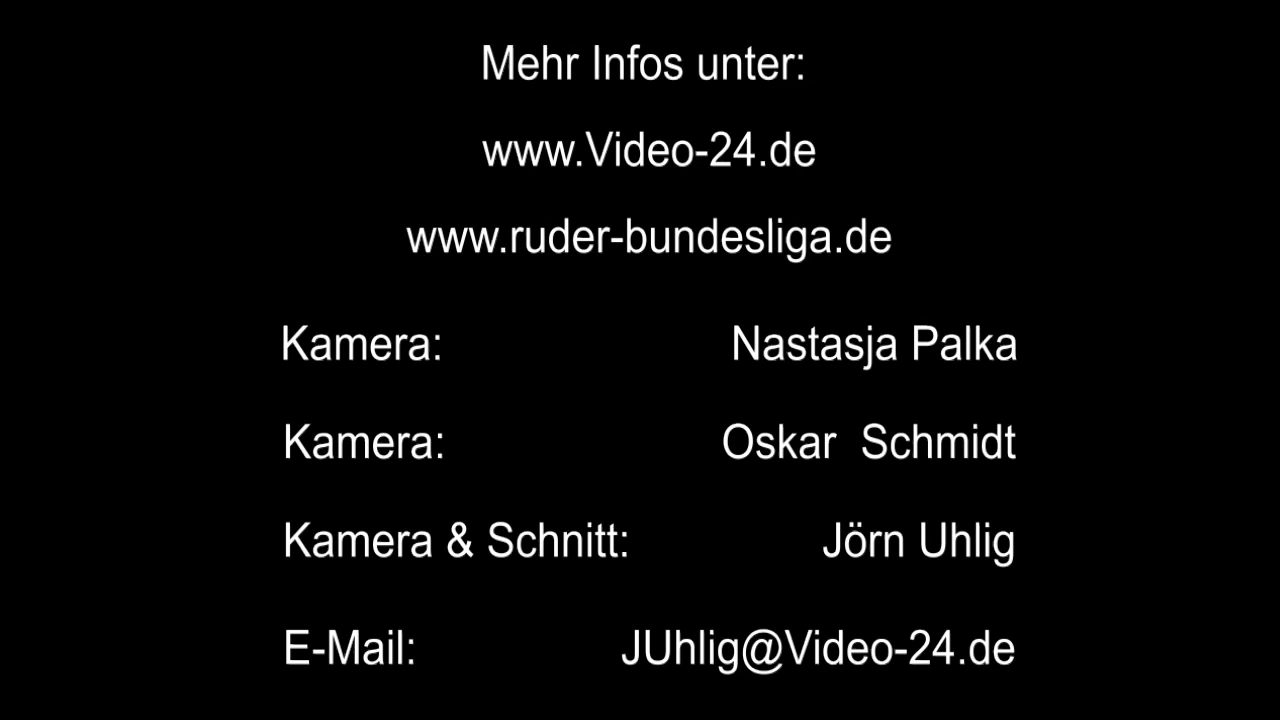 Mehr Infos unter:
www.Video-24.de
www.ruder-bundesliga.de
Kamera: Nastasja Palka
Kamera: Oskar Schmidt
Kamera & Schnitt: Jörn Uhlig
E-Mail: JUhlig@Video-24.de